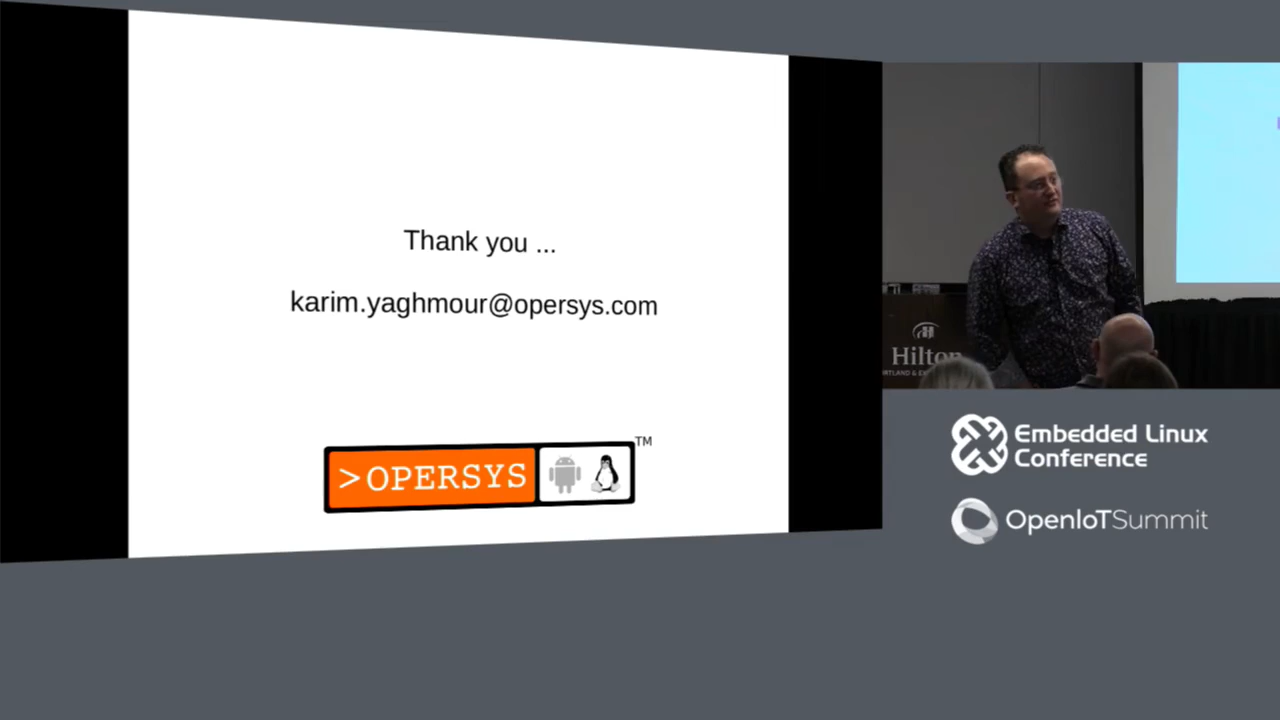 Thank you ...
karim.yaghmour@opersys.com
>OPERSYS
TM
Hilton
Embedded Linux
Conference
OpenIoTSummit